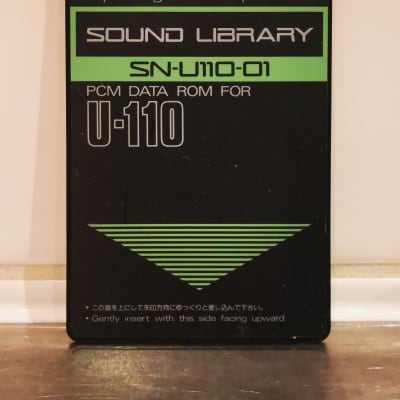 SOUND LIBRARY
SN-U110-01
PCM DATA ROM FOR
U-110
• この面を上にして矢印方向にゆっくりと差し込んで下さい。
• Gently insert with this side facing upward.